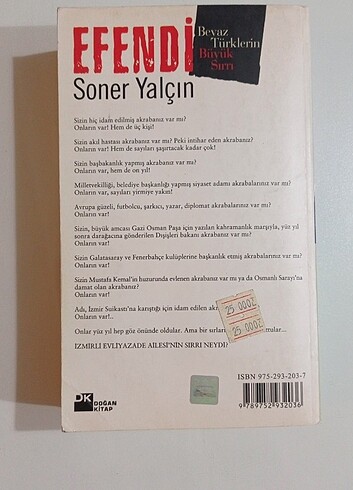 EFENDİ
Beyaz
Türklerin
Büyük
Sırrı
Soner Yalçın
Sizin hiç idam edilmiş akrabanız var mı?
Onların var! Hem de üç kişi!
Sizin akıl hastası akrabanız var mı? Peki intihar eden akrabanız?
Onların var! Hem de sayıları şaşırtacak kadar çok!
Sizin başbakanlık yapmış akrabanız var mı?
Onların var, hem de on yıl!
Milletvekilliği, belediye başkanlığı yapmış siyaset adamı akrabalarınız var mı?
Onların var, sayıları yirmiye yakın!
Avrupa güzeli, futbolcu, şarkıcı, yazar, diplomat akrabalarınız var mı?
Onların var!
Sizin, büyük amcası Gazi Osman Paşa için yazılan kahramanlık marşıyla, yüz yıl
sonra darağacına gönderilen Dışişleri bakanı akrabanız var mı?
Onların var!
Sizin Galatasaray ve Fenerbahçe kulüplerine başkanlık etmiş akrabalarınız var mı?
Onların var!
Sizin Mustafa Kemal'in huzurunda evlenen akrabanız var mı ya da Osmanlı Sarayı'na
damat olan akrabanız?
Onların var!
Adı, İzmir Suikastı'na karıştığı için idam edilen
Onların var!..
Onlar yüz yıl hep göz önünde oldular. Ama bir
İZMİRLİ EVLİYAZADE AİLESİ'NİN SIRRI NEYDİ?
25 000
25 000
DK
DOĞAN
KİTAP
ISBN 975-293-203-7
9 789752 932036